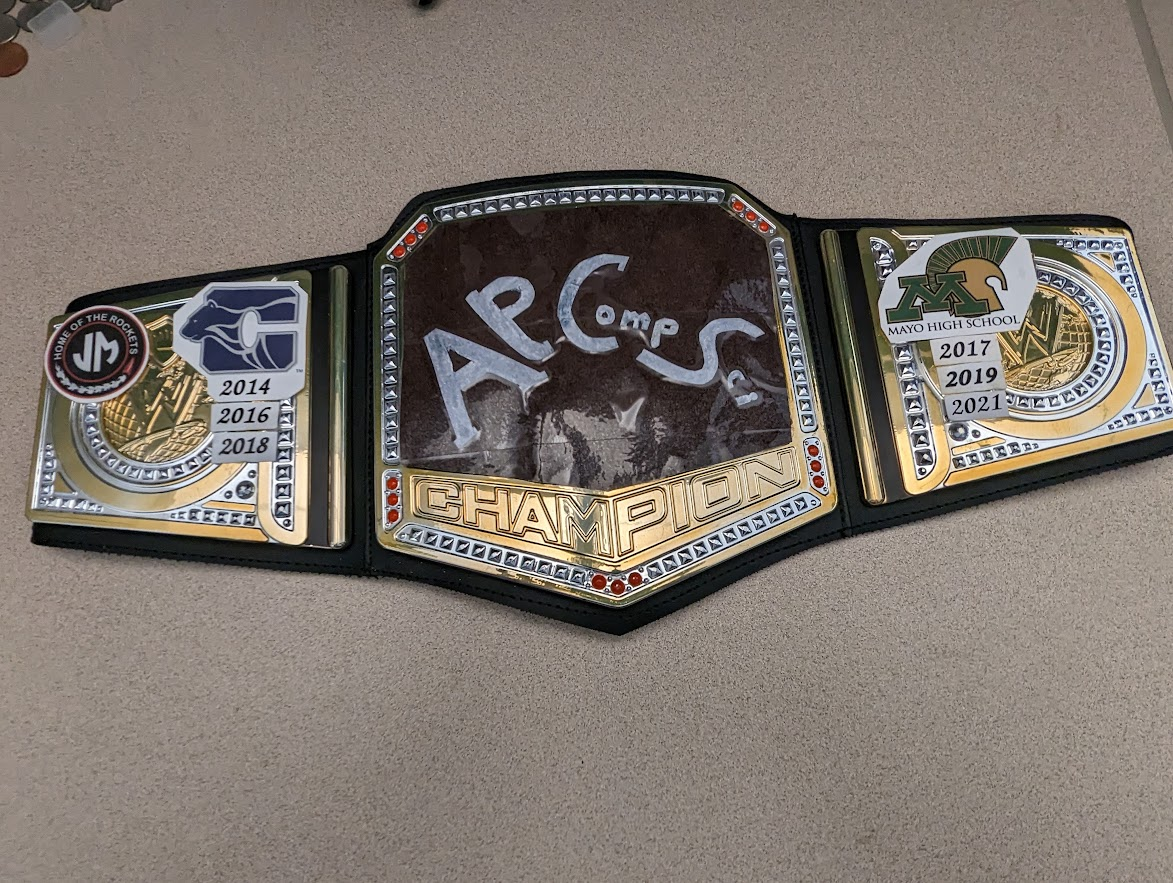 HOME OF THE ROCKETS
JM
C
2014
2016
2018
W
AP Comp Sci
CHAMPION
M
MAYO HIGH SCHOOL
2017
2019
2021
W